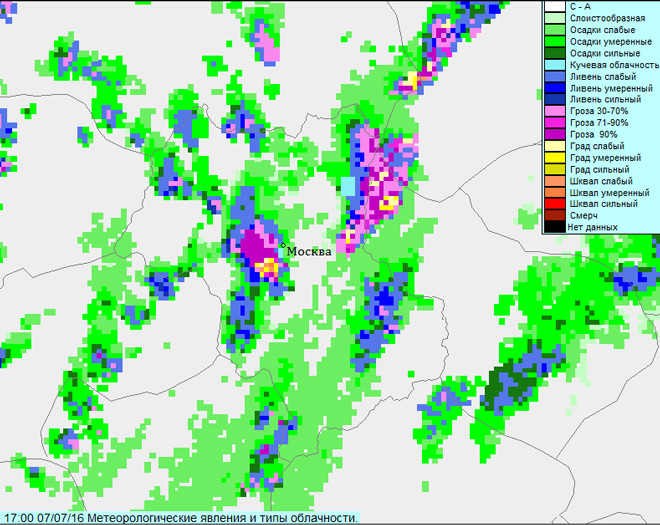 С - А
Слоистообразная
Осадки слабые
Осадки умеренные
Осадки сильные
Кучевая облачность
Ливень слабый
Ливень умеренный
Ливень сильный
Гроза 30-70%
Гроза 71-90%
Гроза 90%
Град слабый
Град умеренный
Град сильный
Шквал слабый
Шквал умеренный
Шквал сильный
Смерч
Нет данных
Москва
17:00 07/07/16 Метеорологические явления и типы облачности.